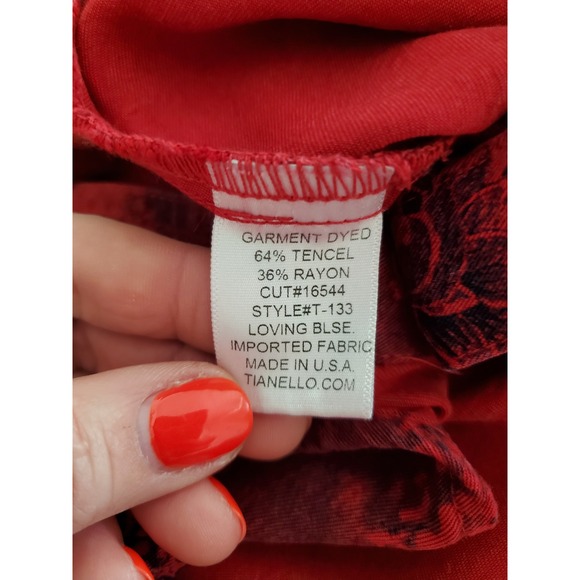 GARMENT DYED
64% TENCEL
36% RAYON
CUT#16544
STYLE#T-133
LOVING BLSE.
IMPORTED FABRIC
MADE IN U.S.A.
TIANELLO.COM